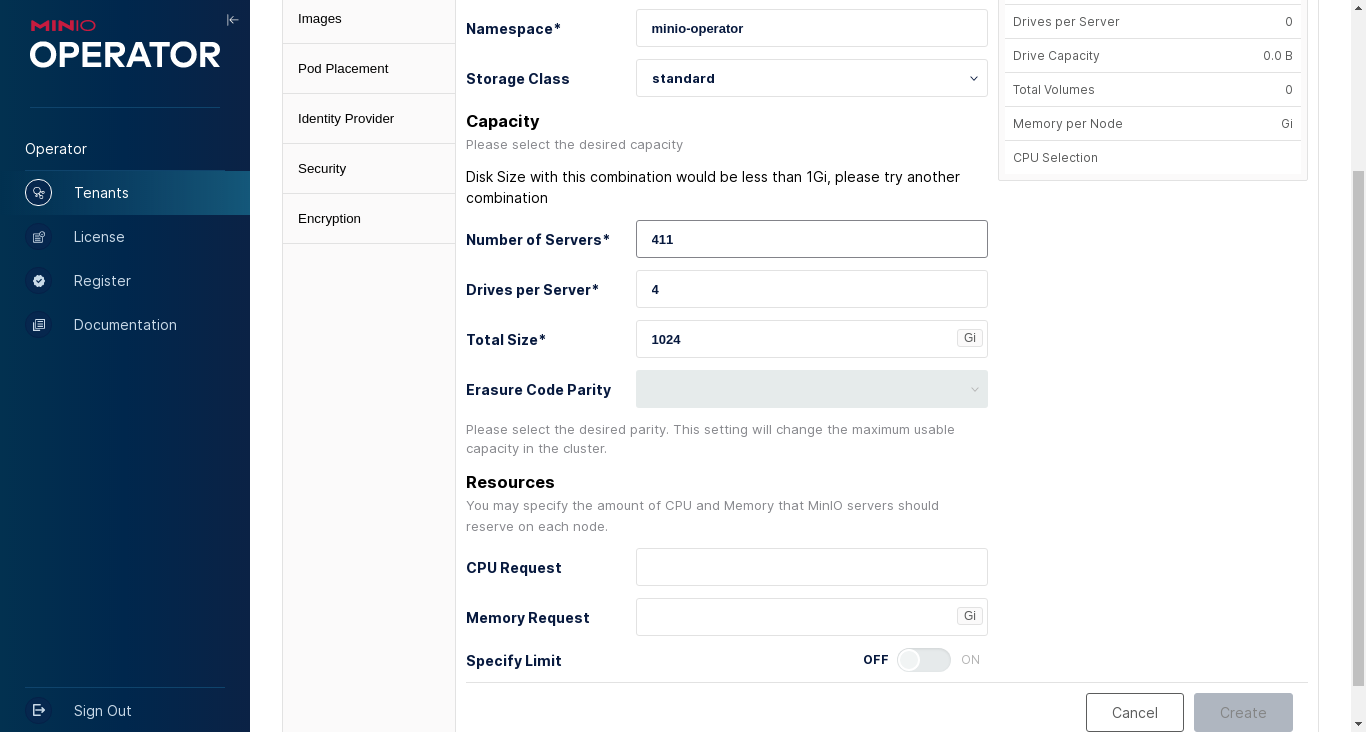 MINIO
OPERATOR
Operator
Tenants
License
Register
Documentation
Sign Out
Images
Pod Placement
Identity Provider
Security
Encryption
Namespace* minio-operator
Storage Class standard
Capacity
Please select the desired capacity
Disk Size with this combination would be less than 1Gi, please try another
combination
Number of Servers* 411
Drives per Server* 4
Total Size* 1024 Gi
Erasure Code Parity
Please select the desired parity. This setting will change the maximum usable
capacity in the cluster.
Resources
You may specify the amount of CPU and Memory that MinIO servers should
reserve on each node.
CPU Request
Memory Request Gi
Specify Limit OFF ON
Cancel Create
Drives per Server 0
Drive Capacity 0.0 B
Total Volumes 0
Memory per Node Gi
CPU Selection